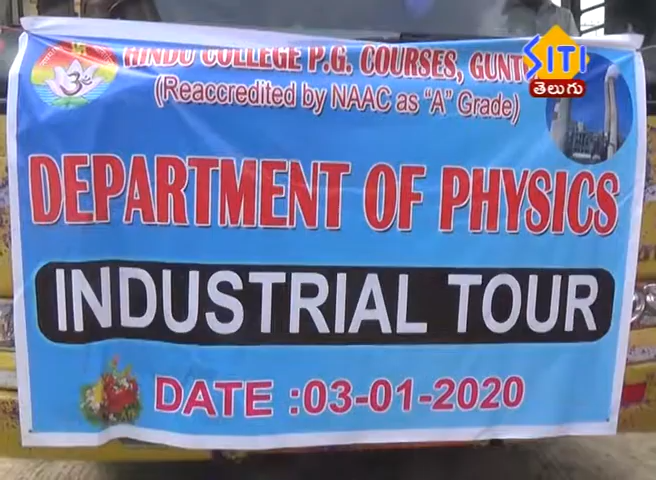 HINDU COLLEGE P.G. COURSES, GUNT
SITI
తెలుగు
(Reaccredited by NAAC as "A" Grade)
DEPARTMENT OF PHYSICS
INDUSTRIAL TOUR
DATE :03-01-2020